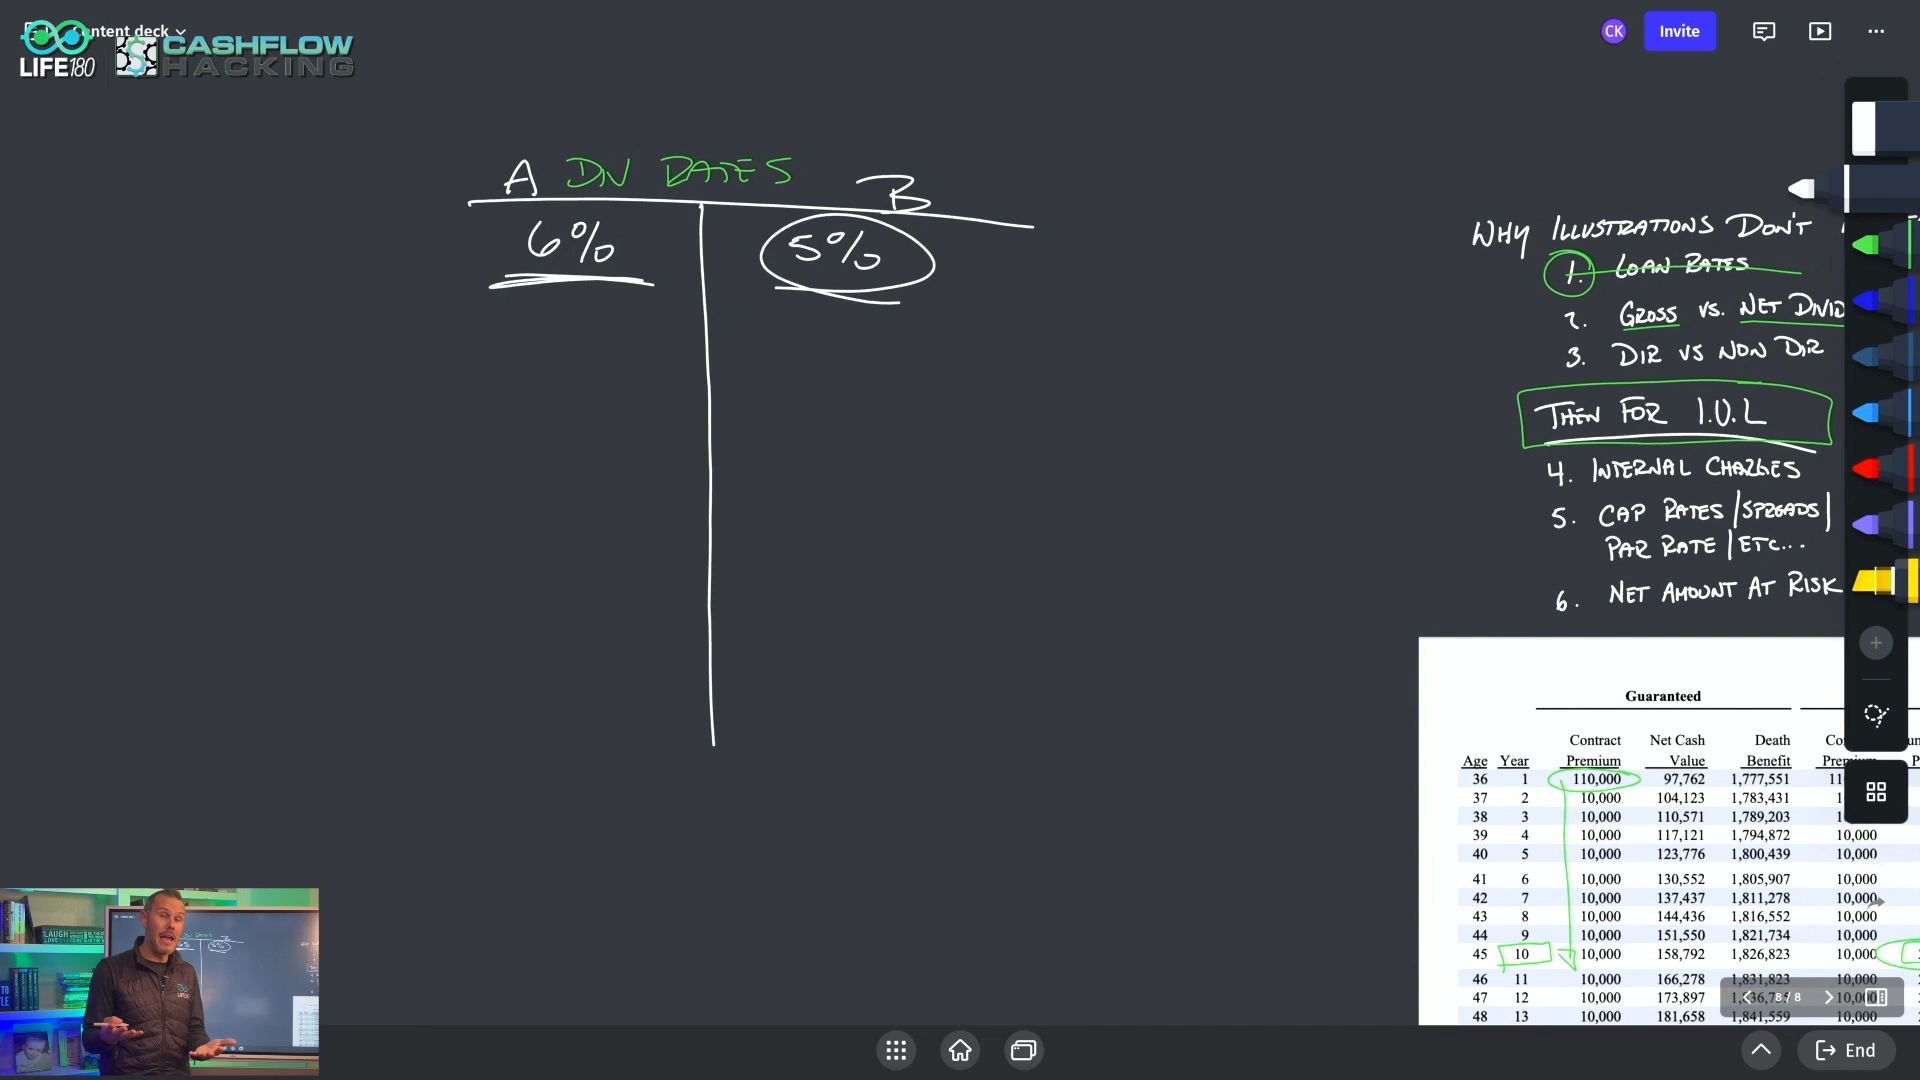 Content deck
LIFE180
CASHFLOW
HACKING
CK
Invite
A DIV RATES B
6%
5%
WHY ILLUSTRATIONS DON'T
1. LOAN RATES
2. GROSS VS. NET DIVID
3. DIR VS NON DIR
THEN FOR I.U.L
4. INTERNAL CHARGES
5. CAP RATES | SPREADS |
PAR RATE | ETC...
6. NET AMOUNT AT RISK
Guaranteed
Contract Net Cash Death
Age Year Premium Value Benefit
36 1 110,000 97,762 1,777,551
37 2 10,000 104,123 1,783,431
38 3 10,000 110,571 1,789,203
39 4 10,000 117,121 1,794,872 10,000
40 5 10,000 123,776 1,800,439 10,000
41 6 10,000 130,552 1,805,907 10,000
42 7 10,000 137,437 1,811,278 10,000
43 8 10,000 144,436 1,816,552 10,000
44 9 10,000 151,550 1,821,734 10,000
45 10 10,000 158,792 1,826,823 10,000
46 11 10,000 166,278 1,831,823 10,000
47 12 10,000 173,897
48 13 10,000 181,658 1,841,559 10,000
8 / 8
End
LAUGH